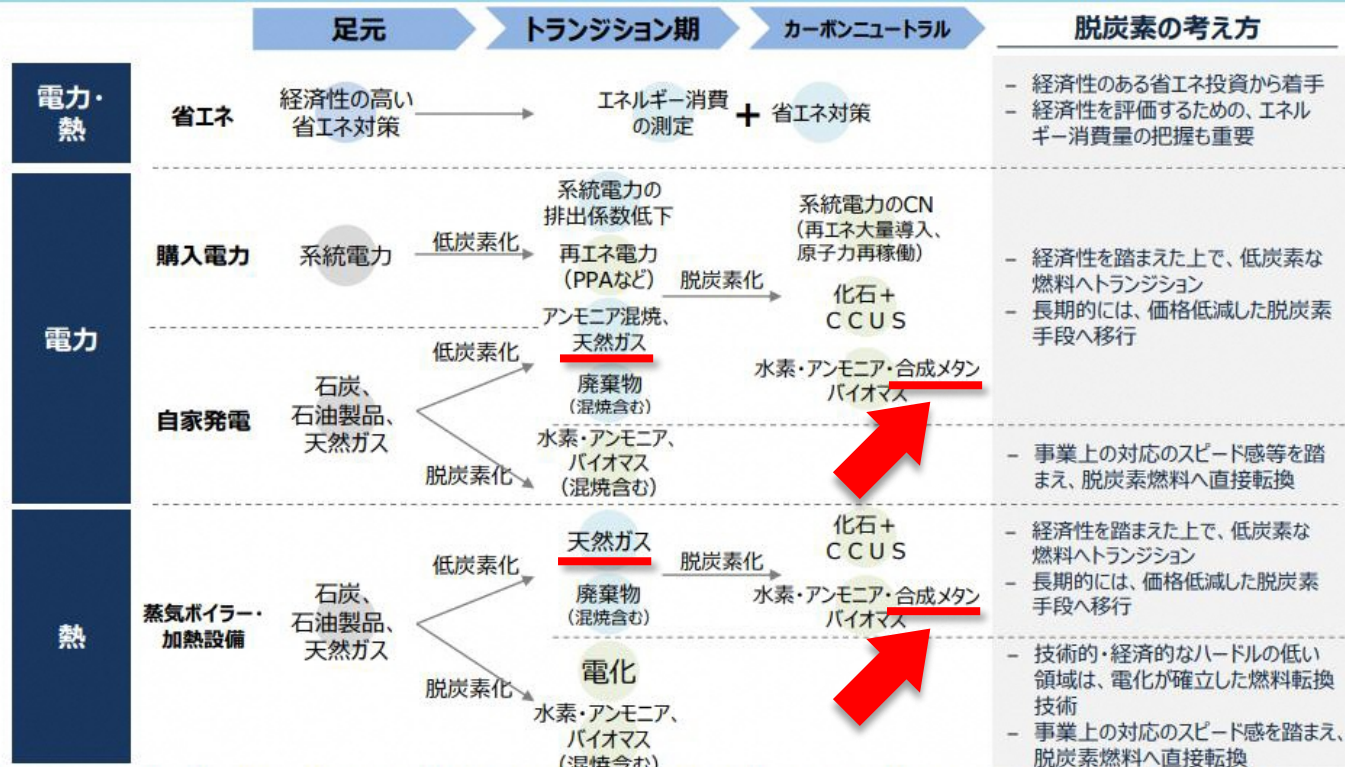 足元
トランジション期
カーボンニュートラル
脱炭素の考え方
電力・
熱
省エネ
経済性の高い
省エネ対策
エネルギー消費
の測定
+
省エネ対策
- 経済性のある省エネ投資から着手
- 経済性を評価するための、エネル
ギー消費量の把握も重要
電力
購入電力
系統電力
低炭素化
系統電力の
排出係数低下
再エネ電力
(PPAなど)
脱炭素化
系統電力のCN
(再エネ大量導入、
原子力再稼働)
化石+
CCUS
水素・アンモニア・合成メタン
バイオマス
- 経済性を踏まえた上で、低炭素な
燃料へトランジション
- 長期的には、価格低減した脱炭素
手段へ移行
自家発電
石炭、
石油製品、
天然ガス
低炭素化
アンモニア混焼、
天然ガス
廃棄物
(混焼含む)
脱炭素化
水素・アンモニア、
バイオマス
(混焼含む)
- 事業上の対応のスピード感等を踏
まえ、脱炭素燃料へ直接転換
熱
蒸気ボイラー・
加熱設備
石炭、
石油製品、
天然ガス
低炭素化
天然ガス
廃棄物
(混焼含む)
脱炭素化
化石+
CCUS
水素・アンモニア・合成メタン
バイオマス
- 経済性を踏まえた上で、低炭素な
燃料へトランジション
- 長期的には、価格低減した脱炭素
手段へ移行
脱炭素化
電化
水素・アンモニア、
バイオマス
(混焼含む)
- 技術的・経済的なハードルの低い
領域は、電化が確立した燃料転換
技術
- 事業上の対応のスピード感を踏まえ、
脱炭素燃料へ直接転換